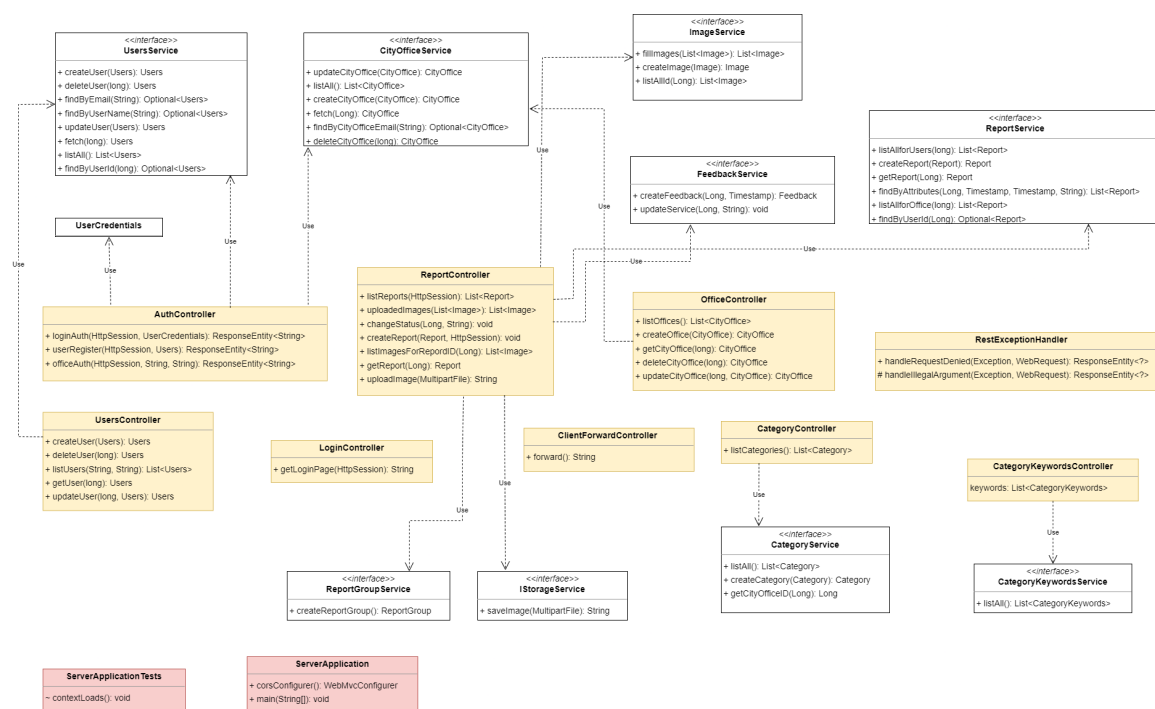 <<interface>>
UsersService
+ createUser(Users): Users
+ deleteUser(long): Users
+ findByEmail(String): Optional<Users>
+ findByUserName(String): Optional<Users>
+ updateUser(Users): Users
+ fetch(long): Users
+ listAll(): List<Users>
+ findByUserId(long): Optional<Users>
<<interface>>
CityOfficeService
+ updateCityOffice(CityOffice): CityOffice
+ listAll(): List<CityOffice>
+ createCityOffice(CityOffice): CityOffice
+ fetch(Long): CityOffice
+ findByCityOfficeEmail(String): Optional<CityOffice>
+ deleteCityOffice(long): CityOffice
<<interface>>
ImageService
+ fillImages(List<Image>): List<Image>
+ createImage(Image): Image
+ listAllId(Long): List<Image>
<<interface>>
ReportService
+ listAllforUsers(long): List<Report>
+ createReport(Report): Report
+ getReport(Long): Report
+ findByAttributes(Long, Timestamp, Timestamp, String): List<Report>
+ listAllforOffice(long): List<Report>
+ findByUserId(Long): Optional<Report>
<<interface>>
FeedbackService
+ createFeedback(Long, Timestamp): Feedback
+ updateService(Long, String): void
UserCredentials
Use
Use
Use
Use
Use
Use
Use
Use
Use
AuthController
+ loginAuth(HttpSession, UserCredentials): ResponseEntity<String>
+ userRegister(HttpSession, Users): ResponseEntity<String>
+ officeAuth(HttpSession, String, String): ResponseEntity<String>
ReportController
+ listReports(HttpSession): List<Report>
+ uploadedImages(List<Image>): List<Image>
+ changeStatus(Long, String): void
+ createReport(Report, HttpSession): void
+ listImagesForRepordID(Long): List<Image>
+ getReport(Long): Report
+ uploadImage(MultipartFile): String
OfficeController
+ listOffices(): List<CityOffice>
+ createOffice(CityOffice): CityOffice
+ getCityOffice(long): CityOffice
+ deleteCityOffice(long): CityOffice
+ updateCityOffice(long, CityOffice): CityOffice
RestExceptionHandler
+ handleRequestDenied(Exception, WebRequest): ResponseEntity<?>
# handleIllegalArgument(Exception, WebRequest): ResponseEntity<?>
UsersController
+ createUser(Users): Users
+ deleteUser(long): Users
+ listUsers(String, String): List<Users>
+ getUser(long): Users
+ updateUser(long, Users): Users
LoginController
+ getLoginPage(HttpSession): String
ClientForwardController
+ forward(): String
CategoryController
+ listCategories(): List<Category>
CategoryKeywordsController
keywords: List<CategoryKeywords>
Use
Use
Use
Use
<<interface>>
CategoryService
+ listAll(): List<Category>
+ createCategory(Category): Category
+ getCityOfficeID(Long): Long
<<interface>>
CategoryKeywordsService
+ listAll(): List<CategoryKeywords>
<<interface>>
ReportGroupService
+ createReportGroup(): ReportGroup
<<interface>>
IStorageService
+ saveImage(MultipartFile): String
ServerApplicationTests
~ contextLoads(): void
ServerApplication
+ corsConfigurer(): WebMvcConfigurer
+ main(String[]): void